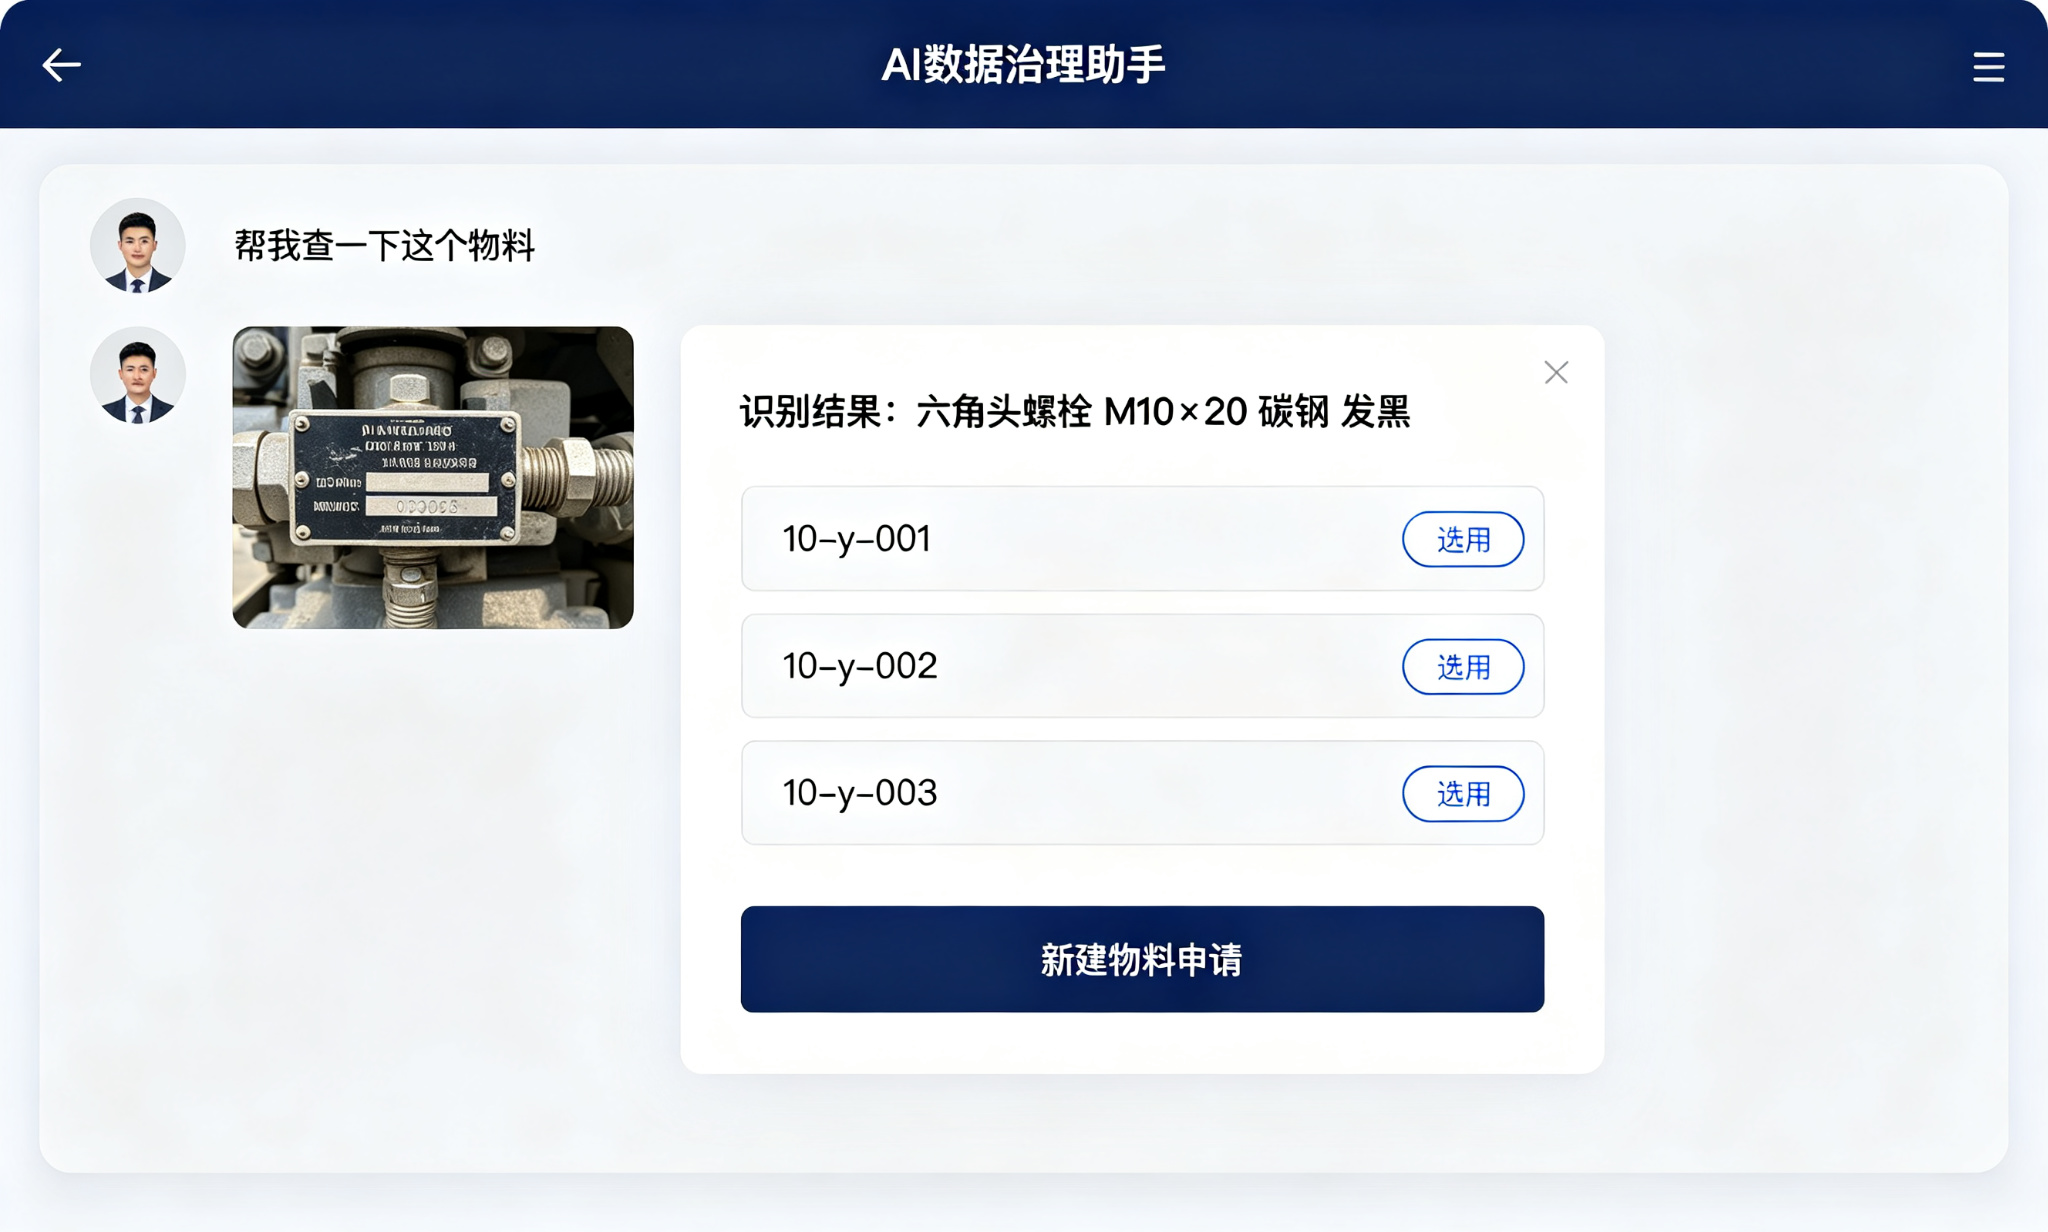 AI数据治理助手
帮我查一下这个物料
识别结果：六角头螺栓 M10×20 碳钢 发黑
10-y-001
选用
10-y-002
选用
10-y-003
选用
新建物料申请